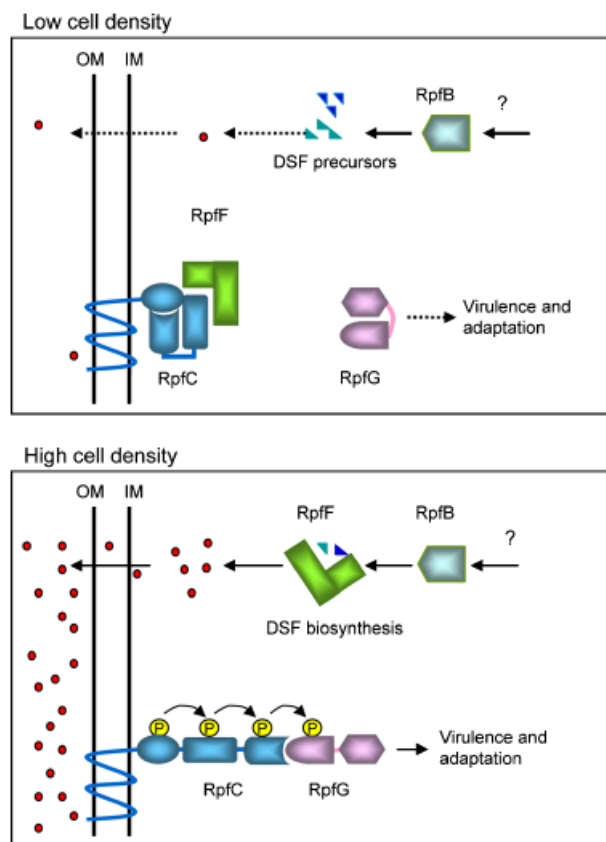 Low cell density
OM IM
RpfB
?
DSF precursors
RpfF
Virulence and
adaptation
RpfC
RpfG
High cell density
OM IM
RpfF
RpfB
?
DSF biosynthesis
P P P P
Virulence and
adaptation
RpfC RpfG